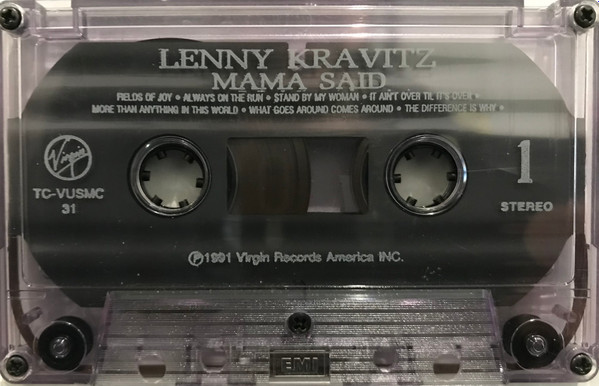 LENNY KRAVITZ
MAMA SAID
FIELDS OF JOY • ALWAYS ON THE RUN • STAND BY MY WOMAN • IT AIN'T OVER TIL IT'S OVER •
MORE THAN ANYTHING IN THIS WORLD • WHAT GOES AROUND COMES AROUND • THE DIFFERENCE IS WHY •
Virgin
1
TC-VUSMC
31
STEREO
Ⓟ1991 Virgin Records America INC.
EMI